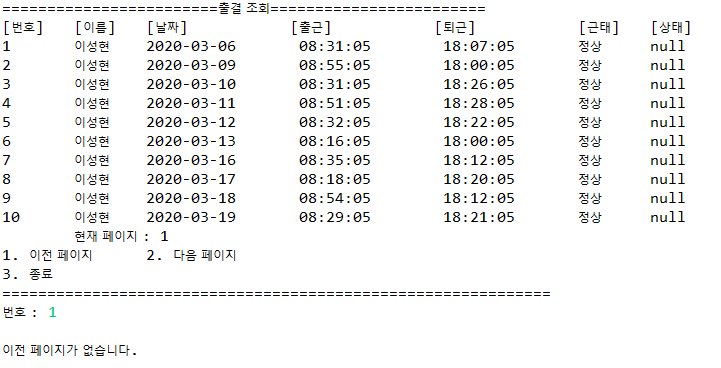 ========================출결 조회========================
[번호] [이름] [날짜] [출근] [퇴근] [근태] [상태]
1 이성현 2020-03-06 08:31:05 18:07:05 정상 null
2 이성현 2020-03-09 08:55:05 18:00:05 정상 null
3 이성현 2020-03-10 08:31:05 18:26:05 정상 null
4 이성현 2020-03-11 08:51:05 18:28:05 정상 null
5 이성현 2020-03-12 08:32:05 18:22:05 정상 null
6 이성현 2020-03-13 08:16:05 18:00:05 정상 null
7 이성현 2020-03-16 08:35:05 18:12:05 정상 null
8 이성현 2020-03-17 08:18:05 18:20:05 정상 null
9 이성현 2020-03-18 08:54:05 18:12:05 정상 null
10 이성현 2020-03-19 08:29:05 18:21:05 정상 null
현재 페이지 : 1
1. 이전 페이지 2. 다음 페이지
3. 종료
=============================================================
번호 : 1
이전 페이지가 없습니다.